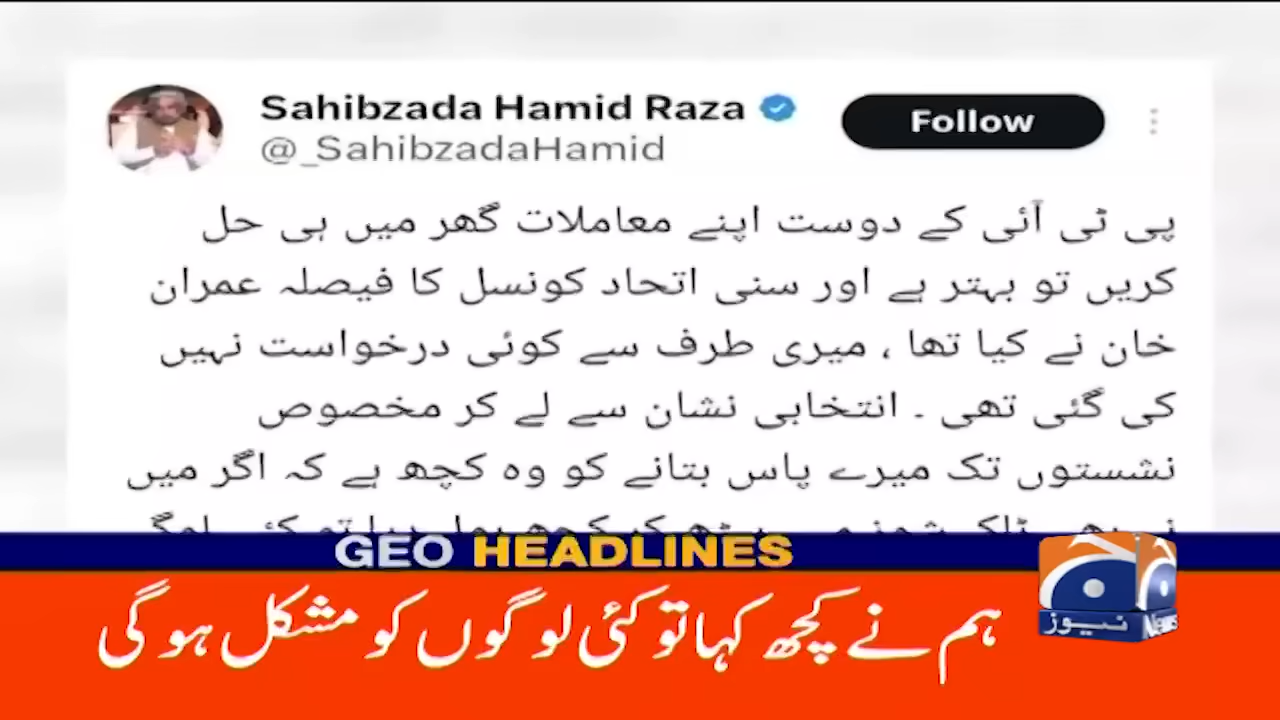 Sahibzada Hamid Raza
Follow
@_SahibzadaHamid
پی ٹی آئی کے دوست اپنے معاملات گھر میں ہی حل
کریں تو بہتر ہے اور سنی اتحاد کونسل کا فیصلہ عمران
خان نے کیا تھا ، میری طرف سے کوئی درخواست نہیں
کی گئی تھی ۔ انتخابی نشان سے لے کر مخصوص
نشستوں تک میرے پاس بتانے کو وہ کچھ ہے کہ اگر میں
GEO HEADLINES
ہم نے کچھ کہا تو کئی لوگوں کو مشکل ہوگی
نیوز News